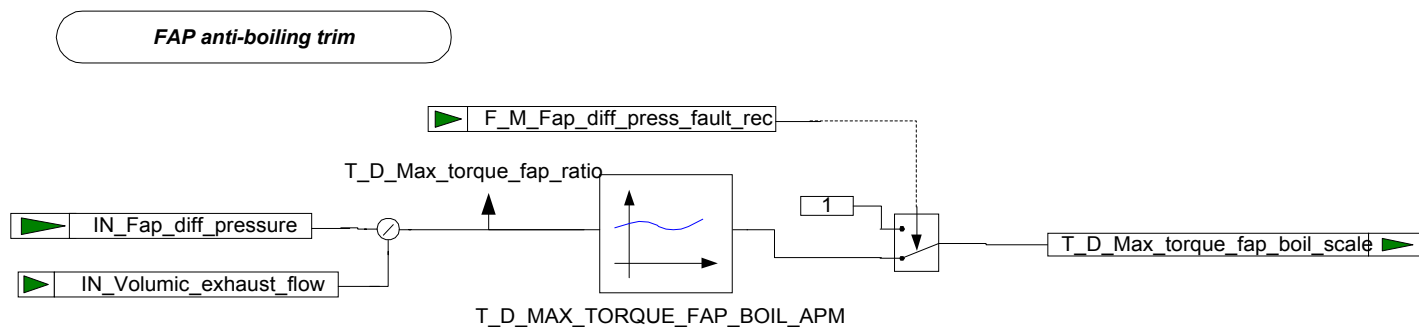 FAP anti-boiling trim
F_M_Fap_diff_press_fault_rec
T_D_Max_torque_fap_ratio
1
IN_Fap_diff_pressure
T_D_Max_torque_fap_boil_scale
IN_Volumic_exhaust_flow
T_D_MAX_TORQUE_FAP_BOIL_APM